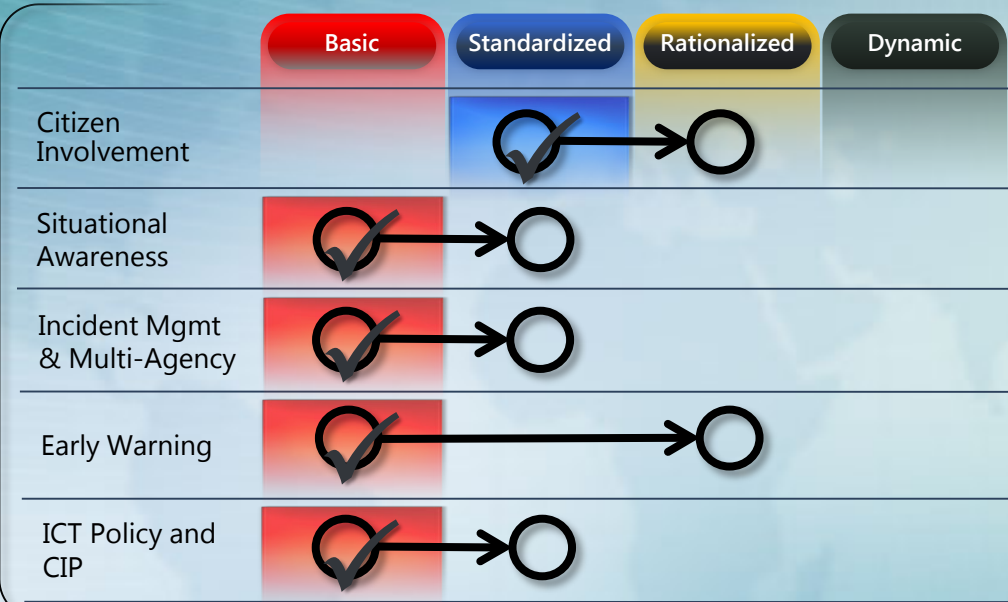 Basic
Standardized
Rationalized
Dynamic
Citizen
Involvement
Situational
Awareness
Incident Mgmt
& Multi-Agency
Early Warning
ICT Policy and
CIP